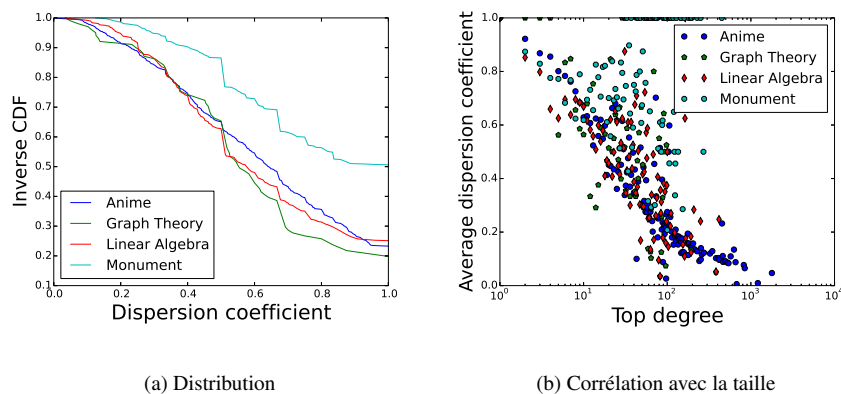 1.0
0.9
0.8
0.7
0.6
0.5
0.4
0.3
0.2
0.1
0.0 0.2 0.4 0.6 0.8 1.0
Inverse CDF
Dispersion coefficient
Anime
Graph Theory
Linear Algebra
Monument
(a) Distribution
1.0
0.8
0.6
0.4
0.2
0.0
10^0 10^1 10^2 10^3
Average dispersion coefficient
Top degree
Anime
Graph Theory
Linear Algebra
Monument
(b) Corrélation avec la taille